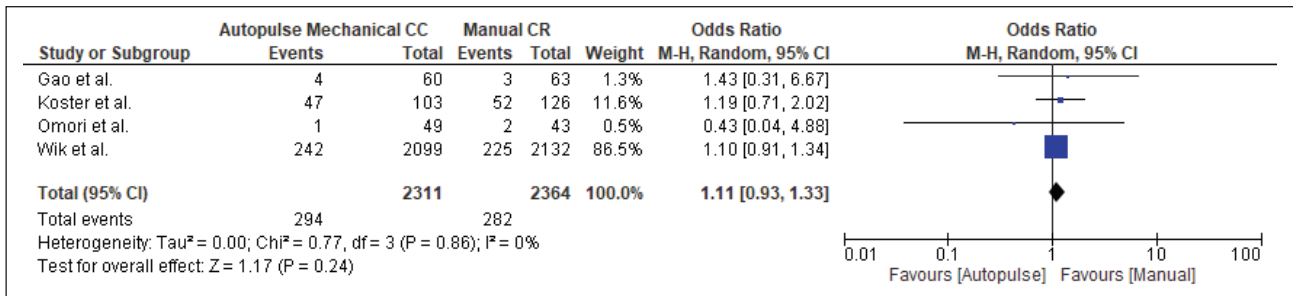 Autopulse Mechanical CC Manual CR Odds Ratio Odds Ratio
Study or Subgroup Events Total Events Total Weight M-H, Random, 95% CI M-H, Random, 95% CI
Gao et al. 4 60 3 63 1.3% 1.43 [0.31, 6.67]
Koster et al. 47 103 52 126 11.6% 1.19 [0.71, 2.02]
Omori et al. 1 49 2 43 0.5% 0.43 [0.04, 4.88]
Wik et al. 242 2099 225 2132 86.5% 1.10 [0.91, 1.34]
Total (95% CI) 2311 2364 100.0% 1.11 [0.93, 1.33]
Total events 294 282
Heterogeneity: Tau² = 0.00; Chi² = 0.77, df = 3 (P = 0.86); I² = 0%
Test for overall effect: Z = 1.17 (P = 0.24)
0.01 0.1 1 10 100
Favours [Autopulse] Favours [Manual]